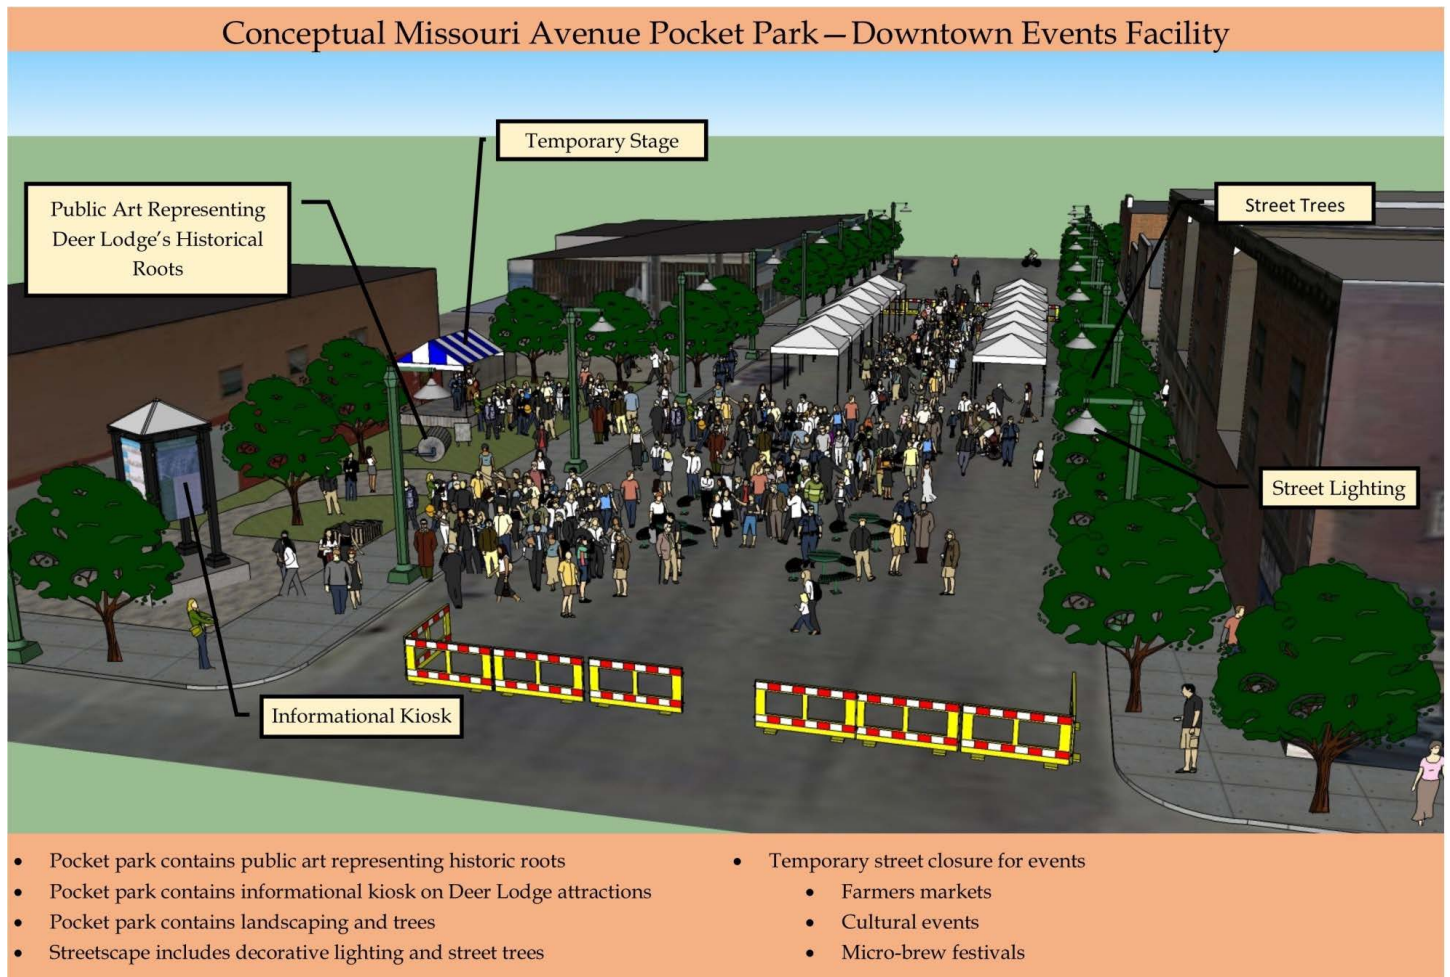 Conceptual Missouri Avenue Pocket Park—Downtown Events Facility
Temporary Stage
Public Art Representing
Deer Lodge’s Historical
Roots
Street Trees
Street Lighting
Informational Kiosk
• Pocket park contains public art representing historic roots
• Pocket park contains informational kiosk on Deer Lodge attractions
• Pocket park contains landscaping and trees
• Streetscape includes decorative lighting and street trees
• Temporary street closure for events
• Farmers markets
• Cultural events
• Micro-brew festivals